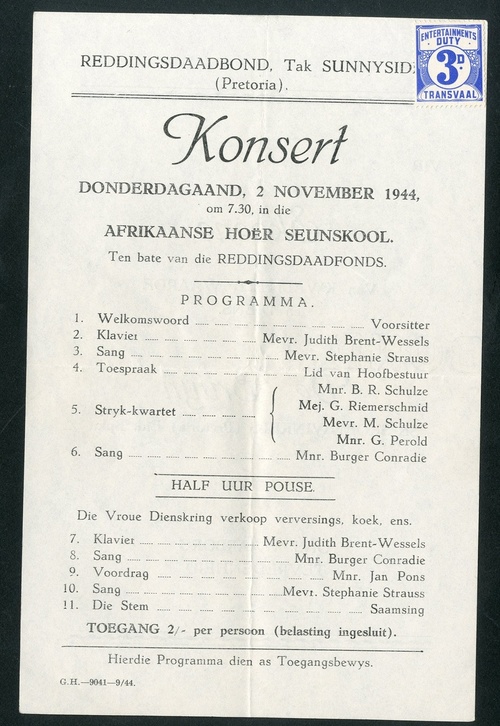 REDDINGSDAADBOND, Tak SUNNYSID
(Pretoria).
ENTERTAINMENTS
DUTY
3D
TRANSVAAL
Konsert
DONDERDAGAAND, 2 NOVEMBER 1944,
om 7.30, in die
AFRIKAANSE HOËR SEUNSKOOL.
Ten bate van die REDDINGSDAADFONDS.
PROGRAMMA.
1. Welkomswoord ... Voorsitter
2. Klavier ... Mevr. Judith Brent-Wessels
3. Sang ... Mevr. Stephanie Strauss
4. Toespraak ... Lid van Hoofbestuur
5. Stryk-kwartet ... { Mnr. B. R. Schulze
Mej. G. Riemerschmid
Mevr. M. Schulze
Mnr. G. Perold
6. Sang ... Mnr. Burger Conradie
HALF UUR POUSE.
Die Vroue Dienskring verkoop verversings, koek, ens.
7. Klavier ... Mevr. Judith Brent-Wessels
8. Sang ... Mnr. Burger Conradie
9. Voordrag ... Mnr. Jan Pons
10. Sang ... Mevr. Stephanie Strauss
11. Die Stem ... Saamsing
TOEGANG 2/- per persoon (belasting ingesluit).
Hierdie Programma dien as Toegangsbewys.
G.H.—9041—9/44.